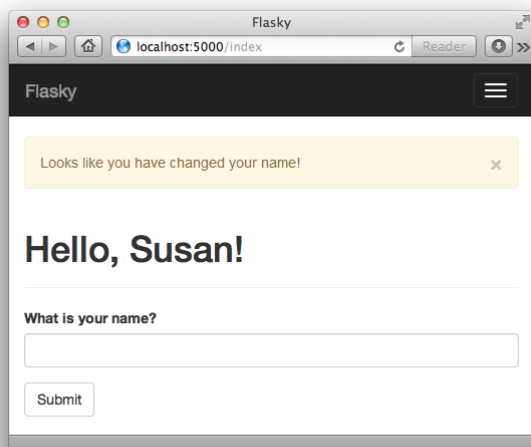 Flasky
localhost:5000/index
Reader
Flasky
Looks like you have changed your name! ×
Hello, Susan!
What is your name?
Submit